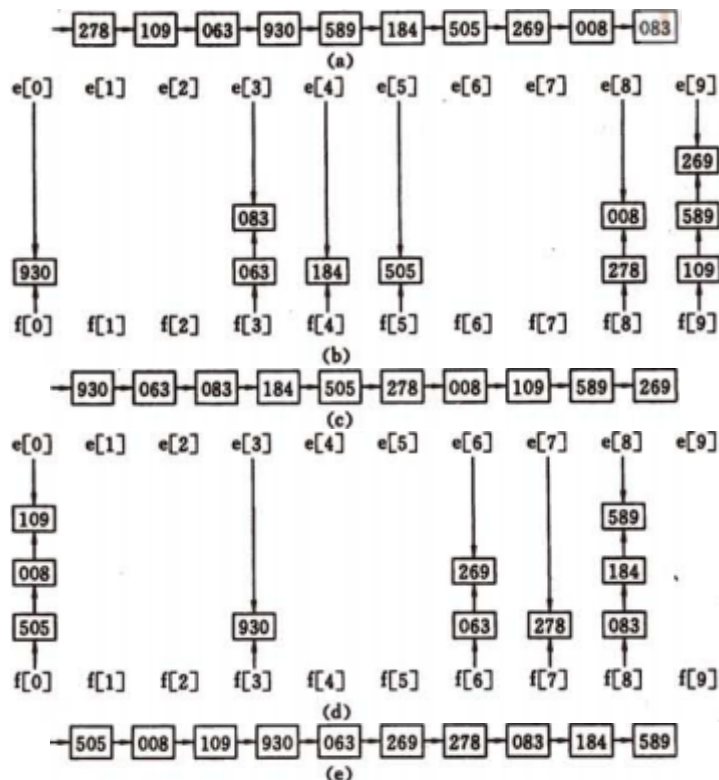 278 109 063 930 589 184 505 269 008 083
(a)
e[0] e[1] e[2] e[3] e[4] e[5] e[6] e[7] e[8] e[9]
269
083 008 589
930 063 184 505 278 109
f[0] f[1] f[2] f[3] f[4] f[5] f[6] f[7] f[8] f[9]
(b)
930 063 083 184 505 278 008 109 589 269
(c)
e[0] e[1] e[2] e[3] e[4] e[5] e[6] e[7] e[8] e[9]
109 589
008 269 184
505 930 063 278 083
f[0] f[1] f[2] f[3] f[4] f[5] f[6] f[7] f[8] f[9]
(d)
505 008 109 930 063 269 278 083 184 589
(e)